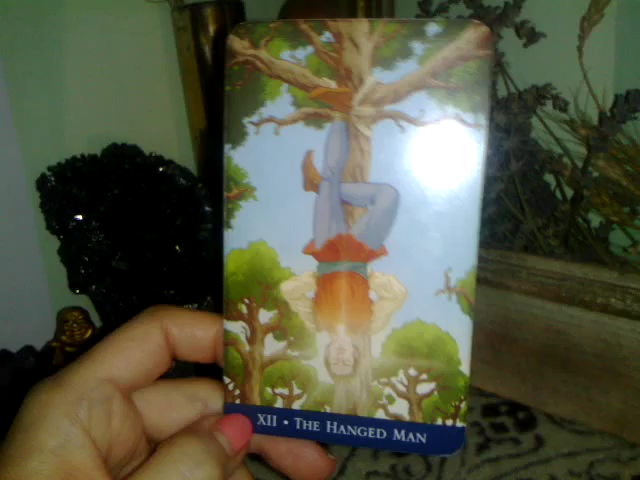 XII • THE HANGED MAN